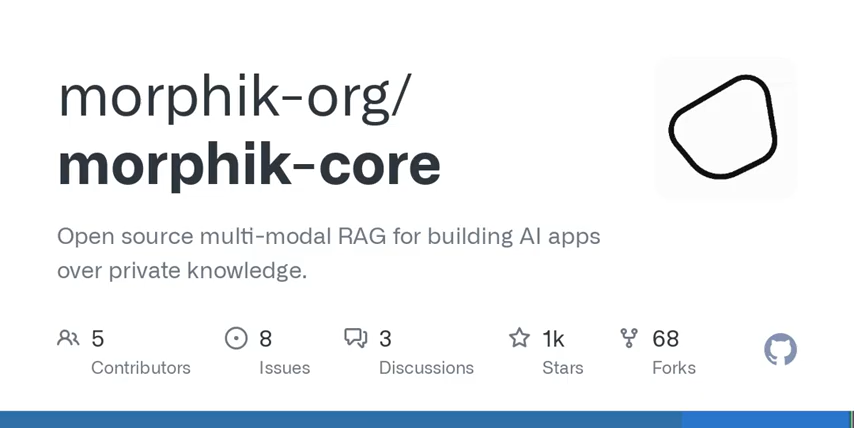 morphik-org/
morphik-core
Open source multi-modal RAG for building AI apps
over private knowledge.
5 8 3 1k 68
Contributors Issues Discussions Stars Forks